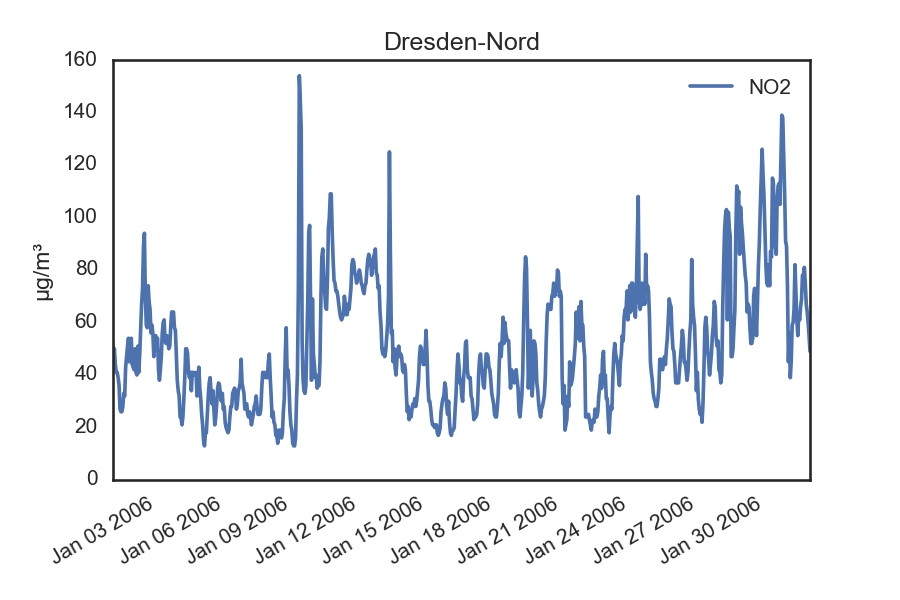 Dresden-Nord
NO2
µg/m³
160
140
120
100
80
60
40
20
0
Jan 03 2006
Jan 06 2006
Jan 09 2006
Jan 12 2006
Jan 15 2006
Jan 18 2006
Jan 21 2006
Jan 24 2006
Jan 27 2006
Jan 30 2006